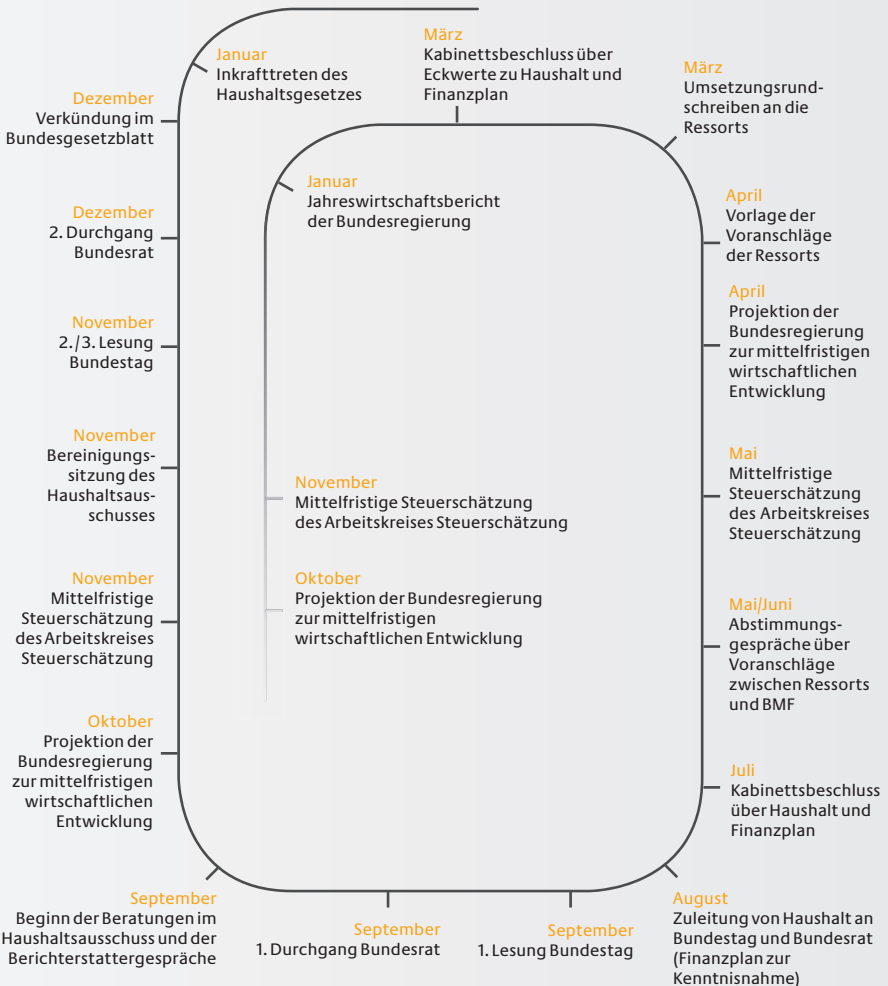 Oktober
Projektion der Bundesregierung
zur mittelfristigen
wirtschaftlichen Entwicklung
November
Mittelfristige Steuerschätzung
des Arbeitskreises Steuerschätzung
Januar
Jahreswirtschaftsbericht
der Bundesregierung
März
Kabinettsbeschluss über
Eckwerte zu Haushalt und
Finanzplan
März
Umsetzungsrund-
schreiben an die
Ressorts
April
Vorlage der
Voranschläge
der Ressorts
April
Projektion der
Bundesregierung
zur mittelfristigen
wirtschaftlichen
Entwicklung
Mai
Mittelfristige
Steuerschätzung
des Arbeitskreises
Steuerschätzung
Mai/Juni
Abstimmungs-
gespräche über
Voranschläge
zwischen Ressorts
und BMF
Juli
Kabinettsbeschluss
über Haushalt und
Finanzplan
August
Zuleitung von Haushalt an
Bundestag und Bundesrat
(Finanzplan zur
Kenntnisnahme)
September
1. Lesung Bundestag
September
1. Durchgang Bundesrat
September
Beginn der Beratungen im
Haushaltsausschuss und der
Berichterstattergespräche
Oktober
Projektion der
Bundesregierung
zur mittelfristigen
wirtschaftlichen
Entwicklung
November
Mittelfristige
Steuerschätzung
des Arbeitskreises
Steuerschätzung
November
Bereinigungs-
sitzung des
Haushaltsaus-
schusses
November
2./3. Lesung
Bundestag
Dezember
2. Durchgang
Bundesrat
Dezember
Verkündung im
Bundesgesetzblatt
Januar
Inkrafttreten des
Haushaltsgesetzes